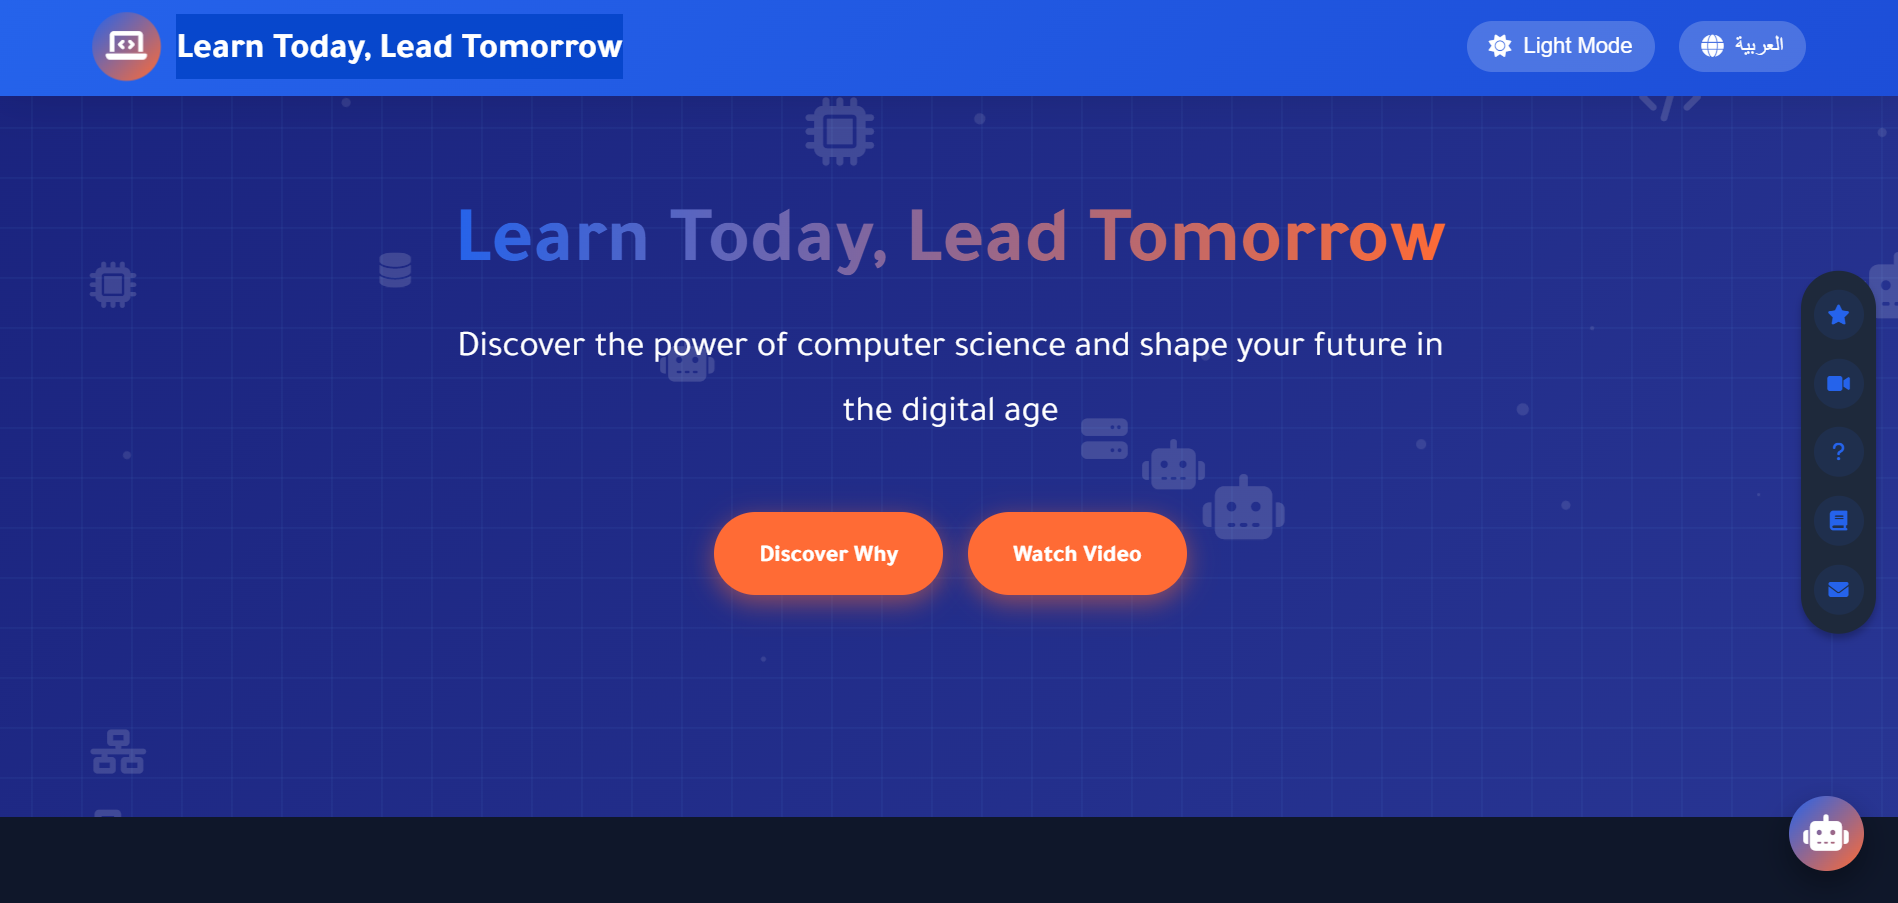 Learn Today, Lead Tomorrow
Light Mode
العربية
Learn Today, Lead Tomorrow
Discover the power of computer science and shape your future in
the digital age
Discover Why
Watch Video